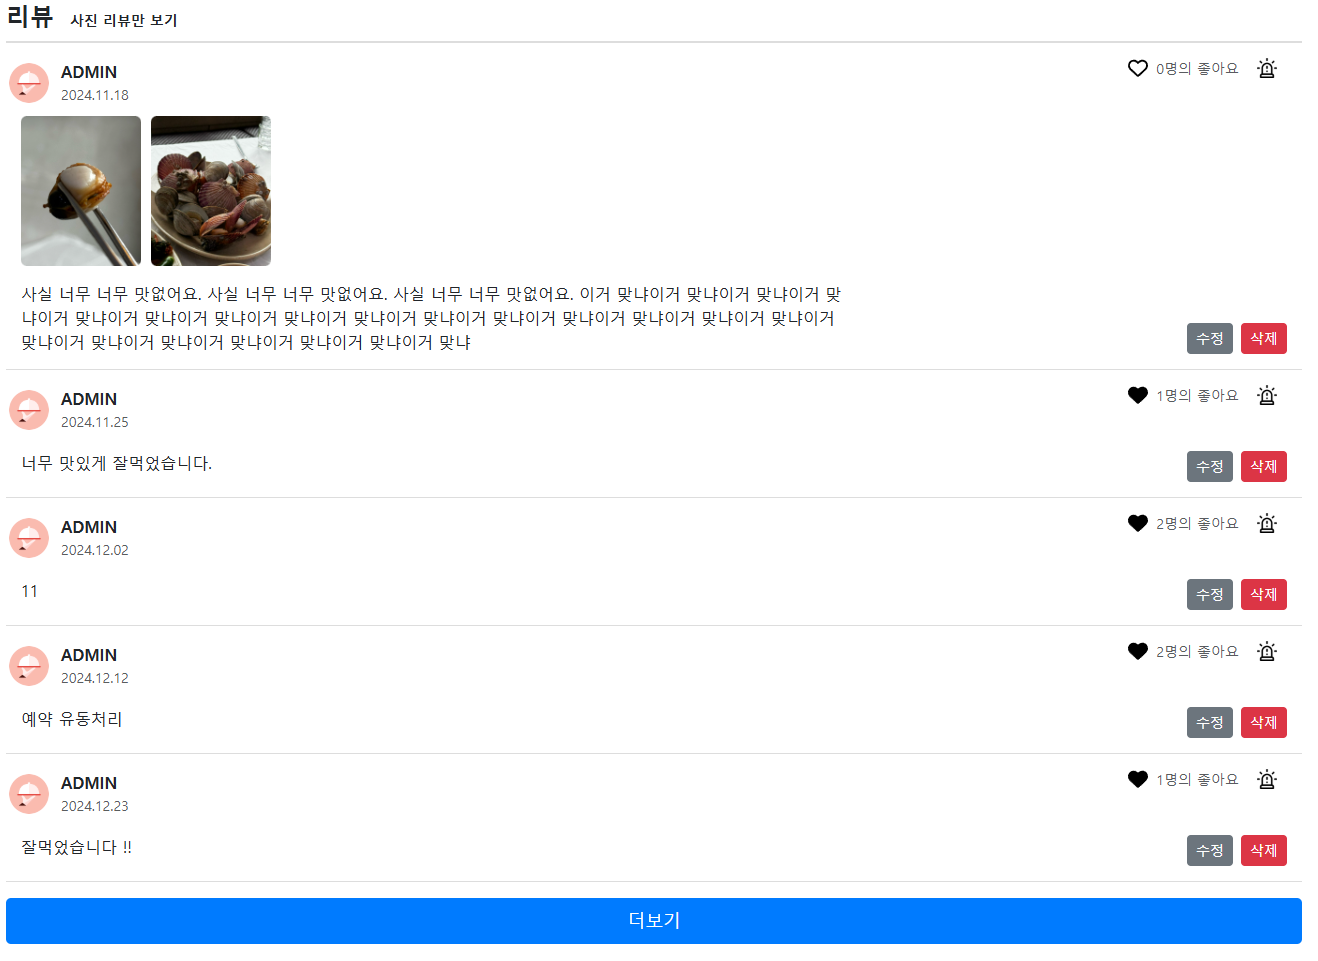 리뷰 사진 리뷰만 보기
ADMIN 0명의 좋아요
2024.11.18
사실 너무 너무 맛없어요. 사실 너무 너무 맛없어요. 사실 너무 너무 맛없어요. 이거 맞냐이거 맞냐이거 맞냐이거 맞
냐이거 맞냐이거 맞냐이거 맞냐이거 맞냐이거 맞냐이거 맞냐이거 맞냐이거 맞냐이거 맞냐이거 맞냐이거 맞냐이거
맞냐이거 맞냐이거 맞냐이거 맞냐이거 맞냐이거 맞냐이거 맞냐
수정 삭제
ADMIN 1명의 좋아요
2024.11.25
너무 맛있게 잘먹었습니다.
수정 삭제
ADMIN 2명의 좋아요
2024.12.02
11
수정 삭제
ADMIN 2명의 좋아요
2024.12.12
예약 유동처리
수정 삭제
ADMIN 1명의 좋아요
2024.12.23
잘먹었습니다 !!
수정 삭제
더보기